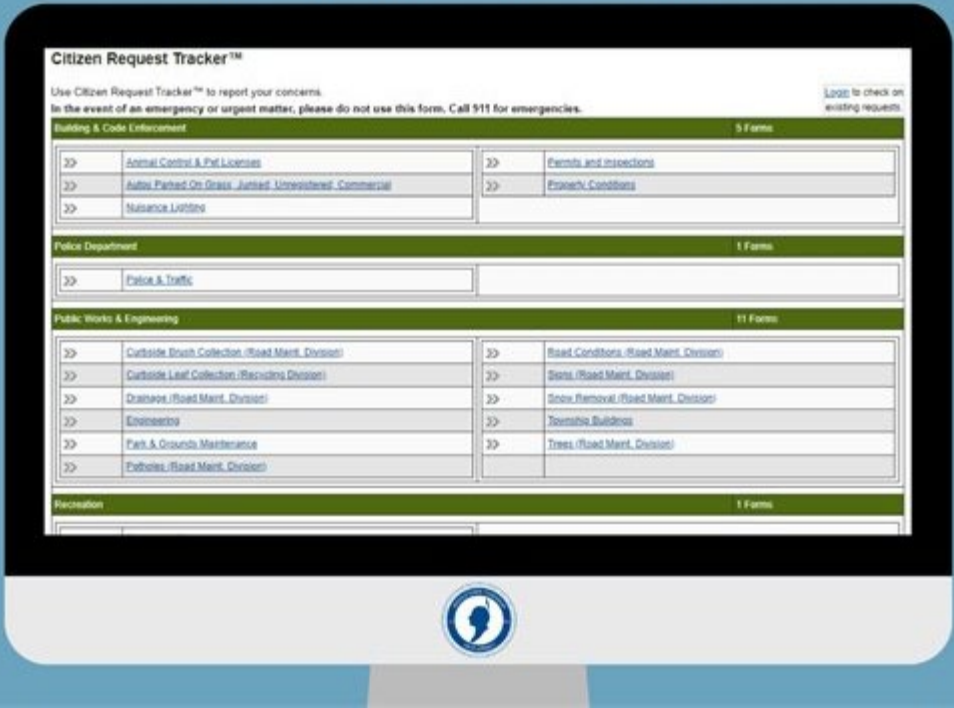 Citizen Request Tracker™
Use Citizen Request Tracker™ to report your concerns.
In the event of an emergency or urgent matter, please do not use this form. Call 911 for emergencies.
Login to check on
existing requests.
Building & Code Enforcement 5 Forms
>> Animal Control & Pet Licenses >> Permits and Inspections
>> Autos Parked On Grass, Junked, Unregistered, Commercial >> Property Conditions
>> Nuisance Lighting
Police Department 1 Forms
>> Police & Traffic
Public Works & Engineering 11 Forms
>> Curbside Brush Collection (Road Maint. Division) >> Road Conditions (Road Maint. Division)
>> Curbside Leaf Collection (Recycling Division) >> Signs (Road Maint. Division)
>> Drainage (Road Maint. Division) >> Snow Removal (Road Maint. Division)
>> Engineering >> Township Buildings
>> Park & Grounds Maintenance >> Trees (Road Maint. Division)
>> Potholes (Road Maint. Division)
Recreation 1 Forms